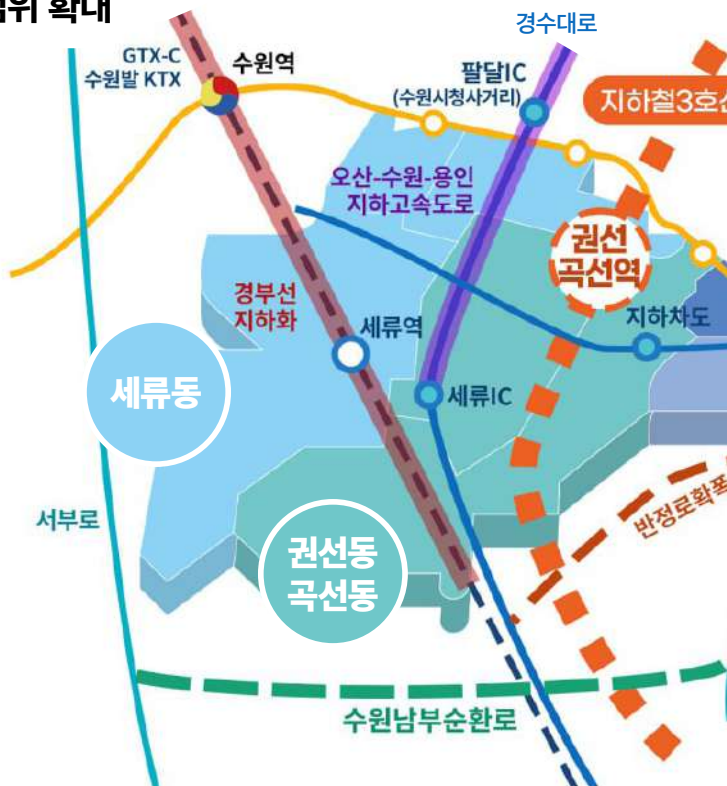 범위 확대
경수대로
GTX-C
수원발 KTX
수원역
팔달IC
(수원시청사거리)
지하철3호선
오산-수원-용인
지하고속도로
권선
곡선역
경부선
지하화
세류역
지하차도
세류동
세류IC
서부로
반정로확폭
권선동
곡선동
수원남부순환로